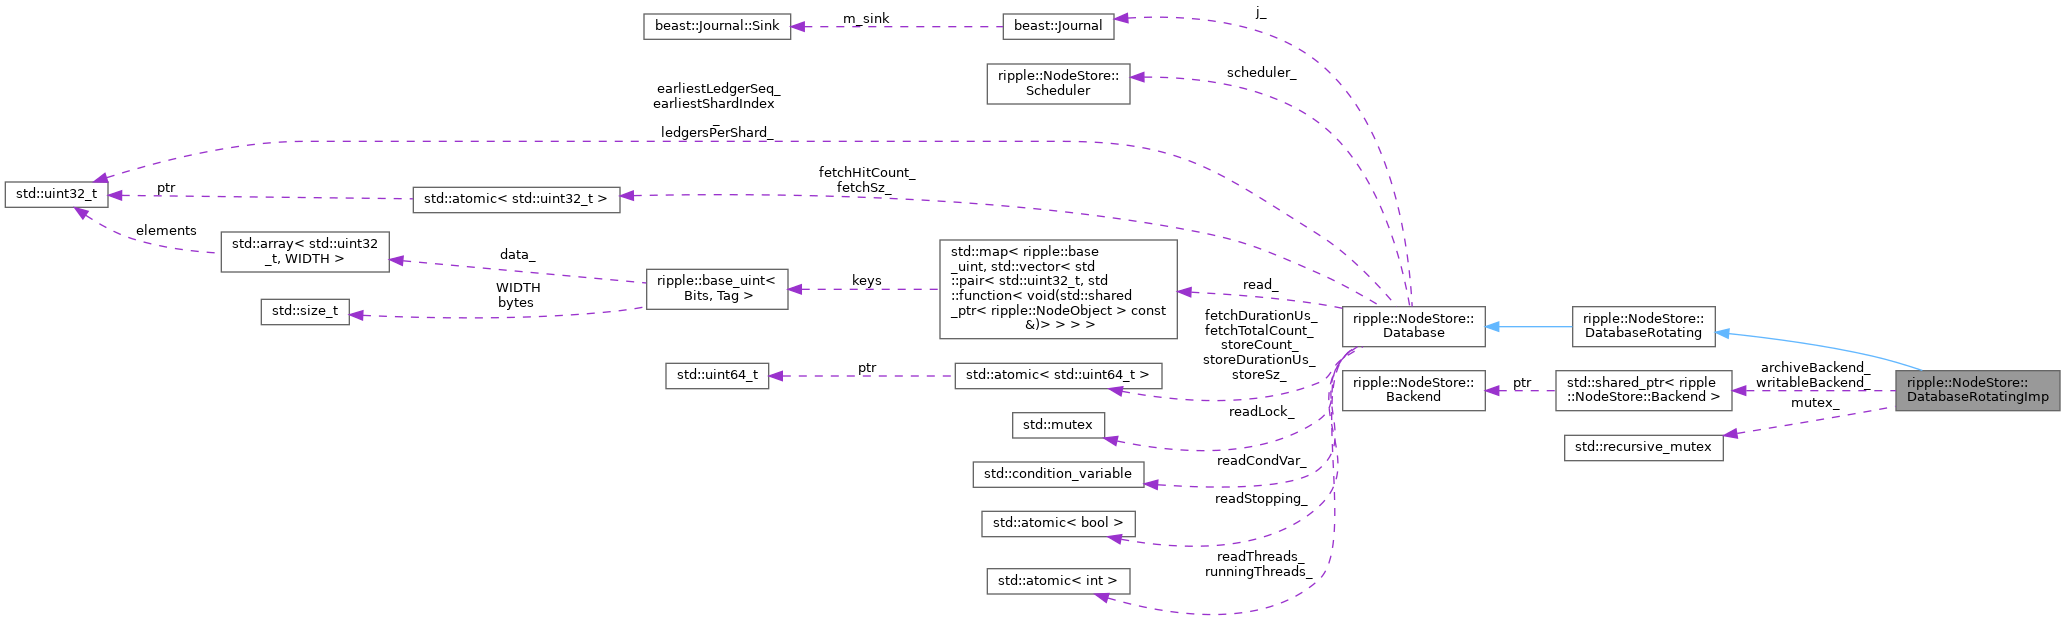 j_
beast::Journal::Sink
m_sink
beast::Journal
ripple::NodeStore::
Scheduler
scheduler_
earliestLedgerSeq_
earliestShardIndex
_
ledgersPerShard_
std::uint32_t
ptr
std::atomic< std::uint32_t >
fetchHitCount_
fetchSz_
elements
std::array< std::uint32
_t, WIDTH >
data_
WIDTH
bytes
std::size_t
ripple::base_uint<
Bits, Tag >
keys
std::map< ripple::base
_uint, std::vector< std
::pair< std::uint32_t, std
::function< void(std::shared
_ptr< ripple::NodeObject > const
&)> > > >
read_
fetchDurationUs_
fetchTotalCount_
storeCount_
storeDurationUs_
storeSz_
ripple::NodeStore::
Database
ripple::NodeStore::
DatabaseRotating
std::uint64_t
ptr
std::atomic< std::uint64_t >
ripple::NodeStore::
Backend
ptr
std::shared_ptr< ripple
::NodeStore::Backend >
archiveBackend_
writableBackend_
mutex_
ripple::NodeStore::
DatabaseRotatingImp
std::recursive_mutex
readLock_
std::mutex
readCondVar_
std::condition_variable
readStopping_
std::atomic< bool >
readThreads_
runningThreads_
std::atomic< int >